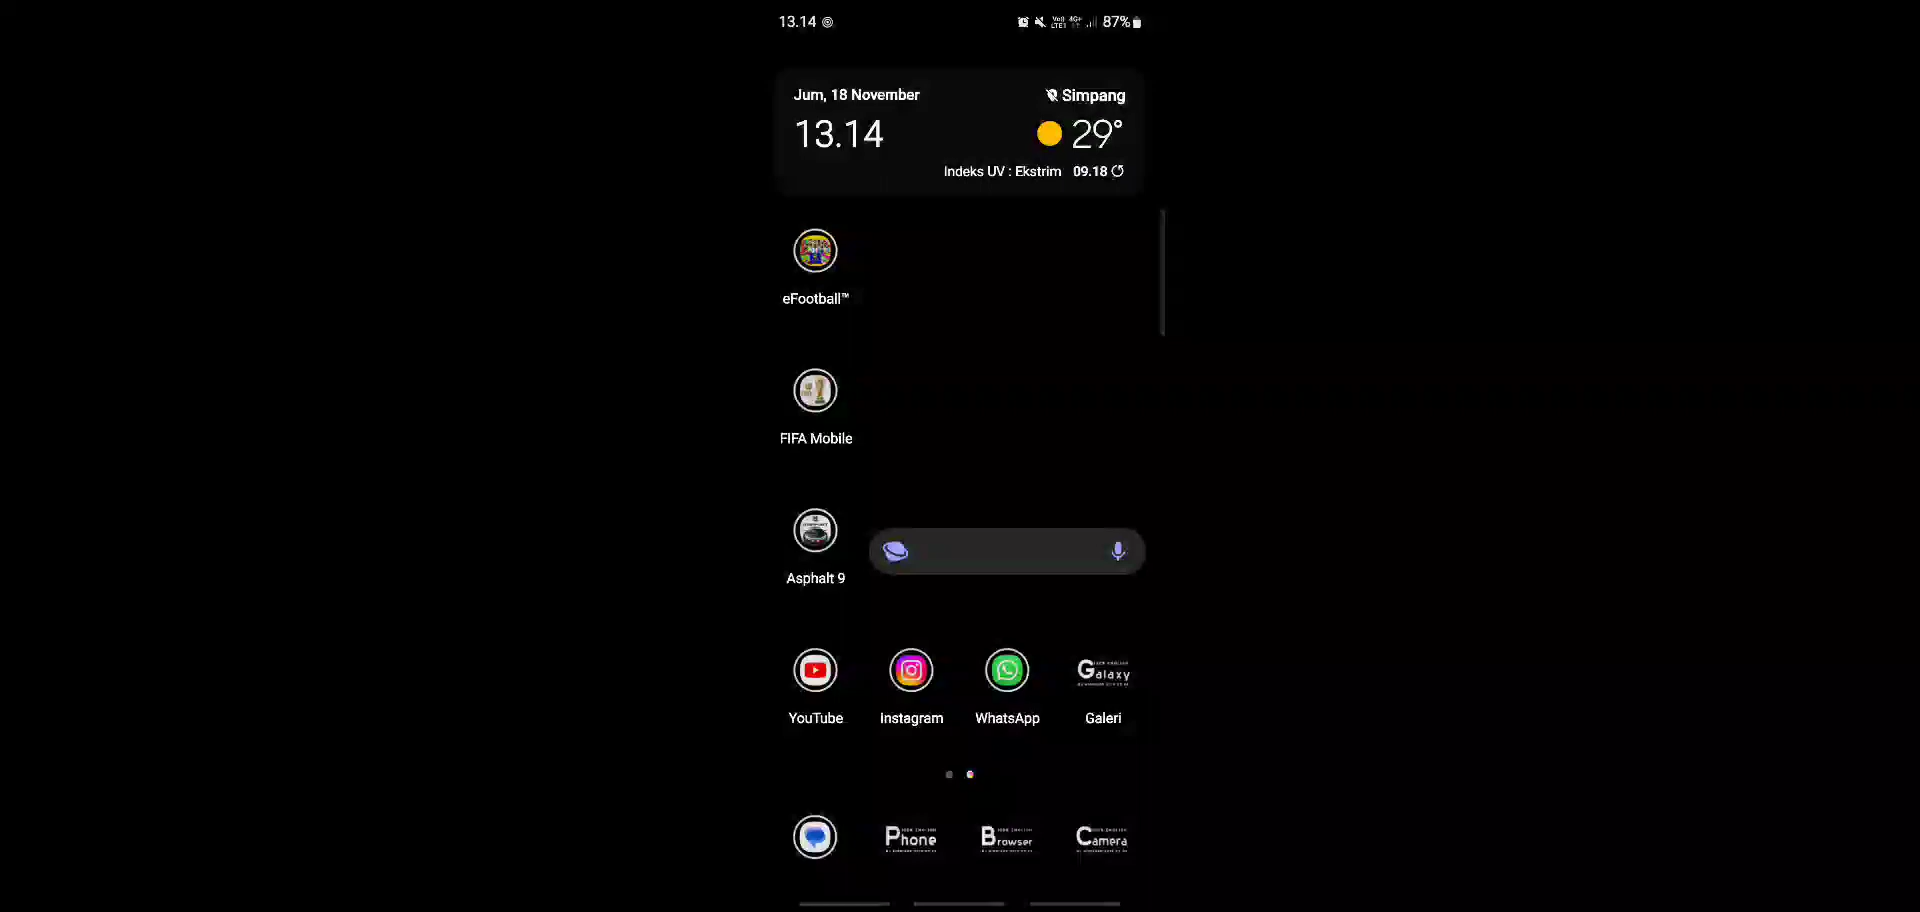 13.14
87%
Jum, 18 November
Simpang
13.14
29°
Indeks UV : Ekstrim 09.18
eFootball™
FIFA Mobile
Asphalt 9
Galaxy
YouTube
Instagram
WhatsApp
Galeri
Phone
Browser
Camera